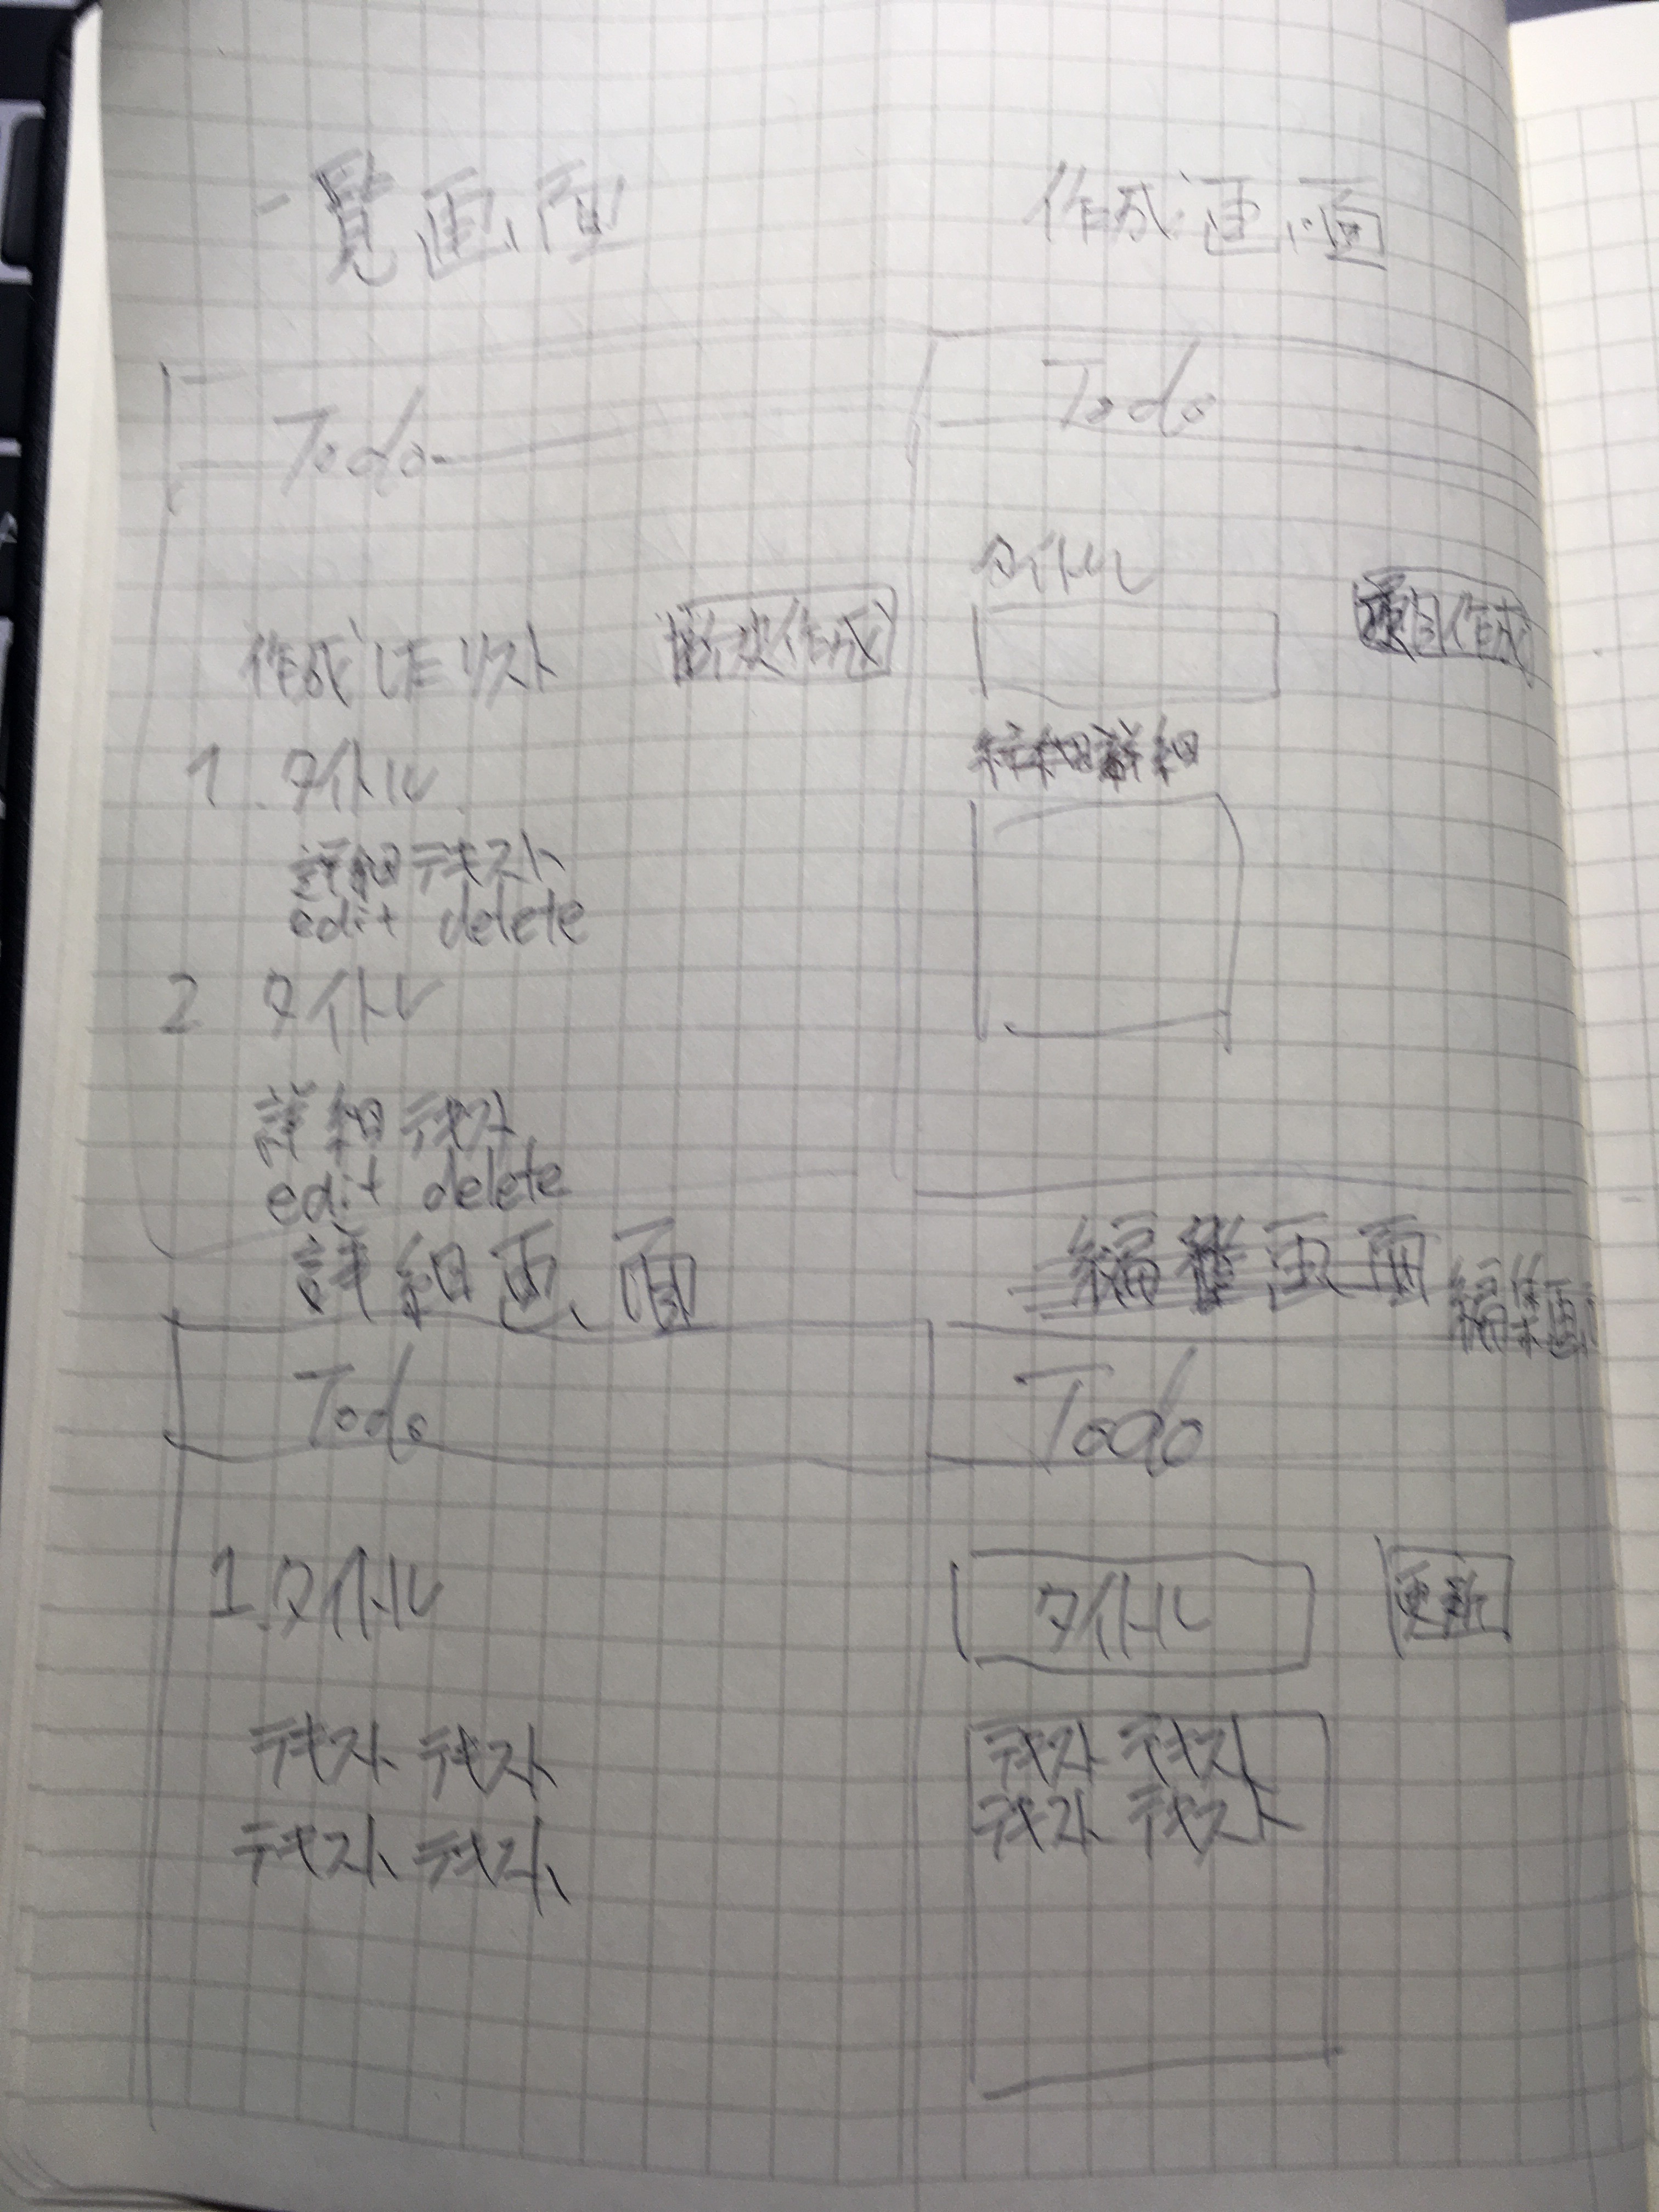 一覧画面
Todo
作成したリスト
新規作成
1. タイトル
詳細テキスト
edit delete
2 タイトル
詳細テキスト
edit delete
作成画面
Todo
タイトル
項目作成
詳細
詳細画面
Todo
1. タイトル
テキスト テキスト
テキスト テキスト
編集画面
編集画
Todo
タイトル
更新
テキスト テキスト
テキスト テキスト